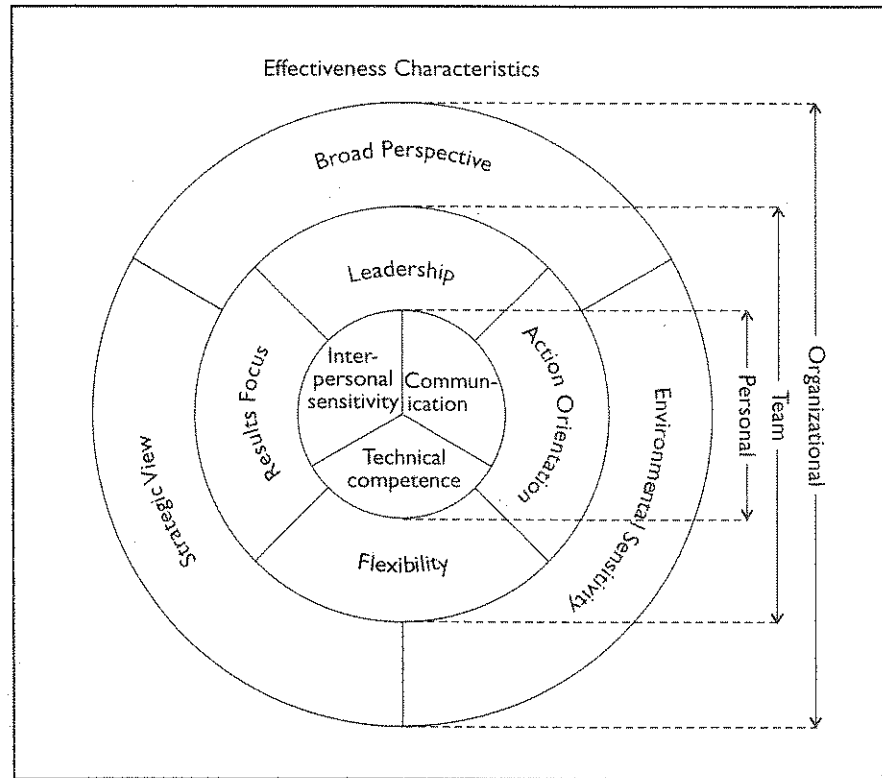 Effectiveness Characteristics
Broad Perspective
Leadership
Inter-
personal
sensitivity
Commun-
ication
Technical
competence
Results Focus
Action Orientation
Flexibility
Strategic View
Environmental Sensitivity
Personal
Team
Organizational